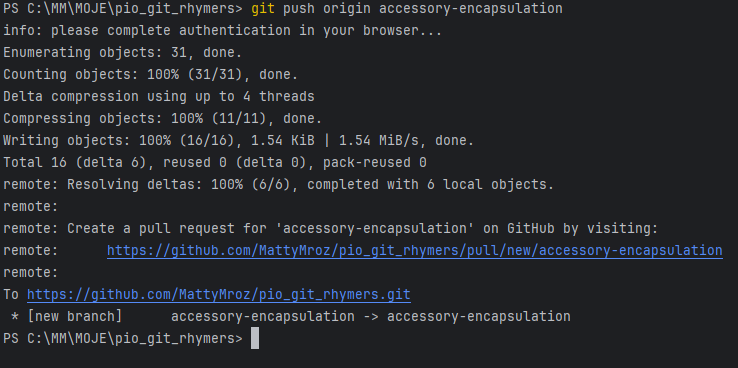 PS C:\MM\MOJE\pio_git_rhymers> git push origin accessory-encapsulation
info: please complete authentication in your browser...
Enumerating objects: 31, done.
Counting objects: 100% (31/31), done.
Delta compression using up to 4 threads
Compressing objects: 100% (11/11), done.
Writing objects: 100% (16/16), 1.54 KiB | 1.54 MiB/s, done.
Total 16 (delta 6), reused 0 (delta 0), pack-reused 0
remote: Resolving deltas: 100% (6/6), completed with 6 local objects.
remote:
remote: Create a pull request for 'accessory-encapsulation' on GitHub by visiting:
remote:      https://github.com/MattyMroz/pio_git_rhymers/pull/new/accessory-encapsulation
remote:
To https://github.com/MattyMroz/pio_git_rhymers.git
 * [new branch]      accessory-encapsulation -> accessory-encapsulation
PS C:\MM\MOJE\pio_git_rhymers>